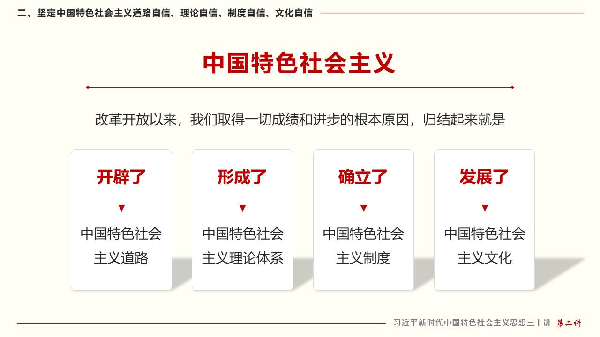 二、坚定中国特色社会主义道路自信、理论自信、制度自信、文化自信
中国特色社会主义
改革开放以来，我们取得一切成绩和进步的根本原因，归结起来就是
开辟了
中国特色社会
主义道路
形成了
中国特色社会
主义理论体系
确立了
中国特色社会
主义制度
发展了
中国特色社会
主义文化
习近平新时代中国特色社会主义思想三十讲 第二讲